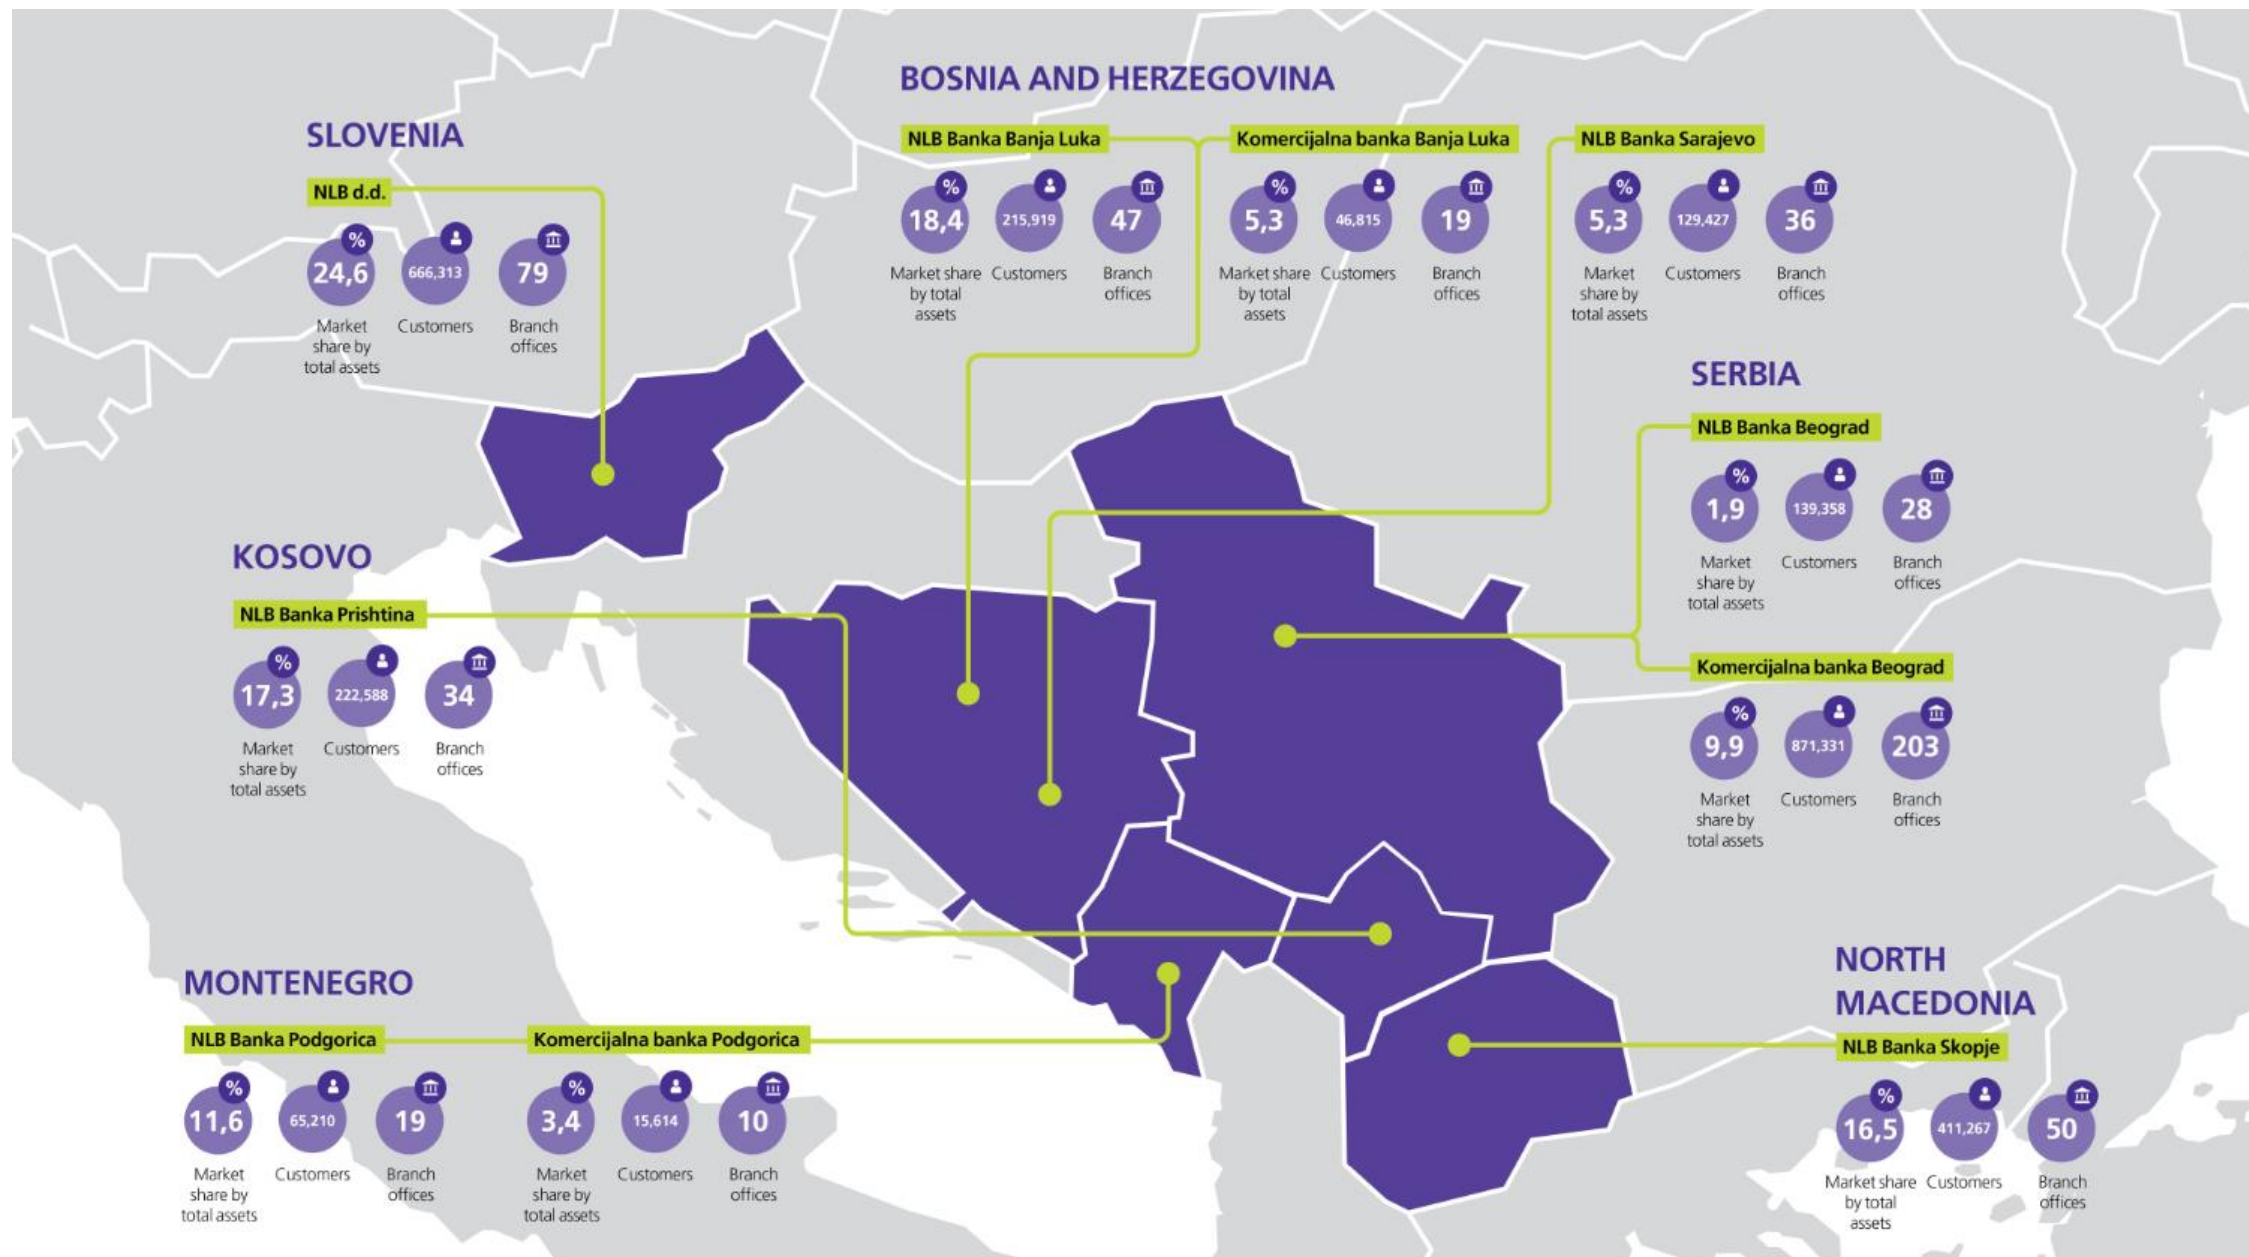 BOSNIA AND HERZEGOVINA
NLB Banka Banja Luka
%
18,4
215,919
47
Market share
by total
assets
Customers
Branch
offices
Komercijalna banka Banja Luka
%
5,3
46,815
19
Market share
by total
assets
Customers
Branch
offices
NLB Banka Sarajevo
%
5,3
129,427
36
Market
share by
total assets
Customers
Branch
offices
SLOVENIA
NLB d.d.
%
24,6
666,313
79
Market
share by
total assets
Customers
Branch
offices
SERBIA
NLB Banka Beograd
%
1,9
139,358
28
Market
share by
total assets
Customers
Branch
offices
Komercijalna banka Beograd
%
9,9
871,331
203
Market
share by
total assets
Customers
Branch
offices
KOSOVO
NLB Banka Prishtina
%
17,3
222,588
34
Market
share by
total assets
Customers
Branch
offices
MONTENEGRO
NLB Banka Podgorica
%
11,6
65,210
19
Market
share by
total assets
Customers
Branch
offices
Komercijalna banka Podgorica
%
3,4
15,614
10
Market
share by
total assets
Customers
Branch
offices
NORTH
MACEDONIA
NLB Banka Skopje
%
16,5
411,267
50
Market share
by total
assets
Customers
Branch
offices